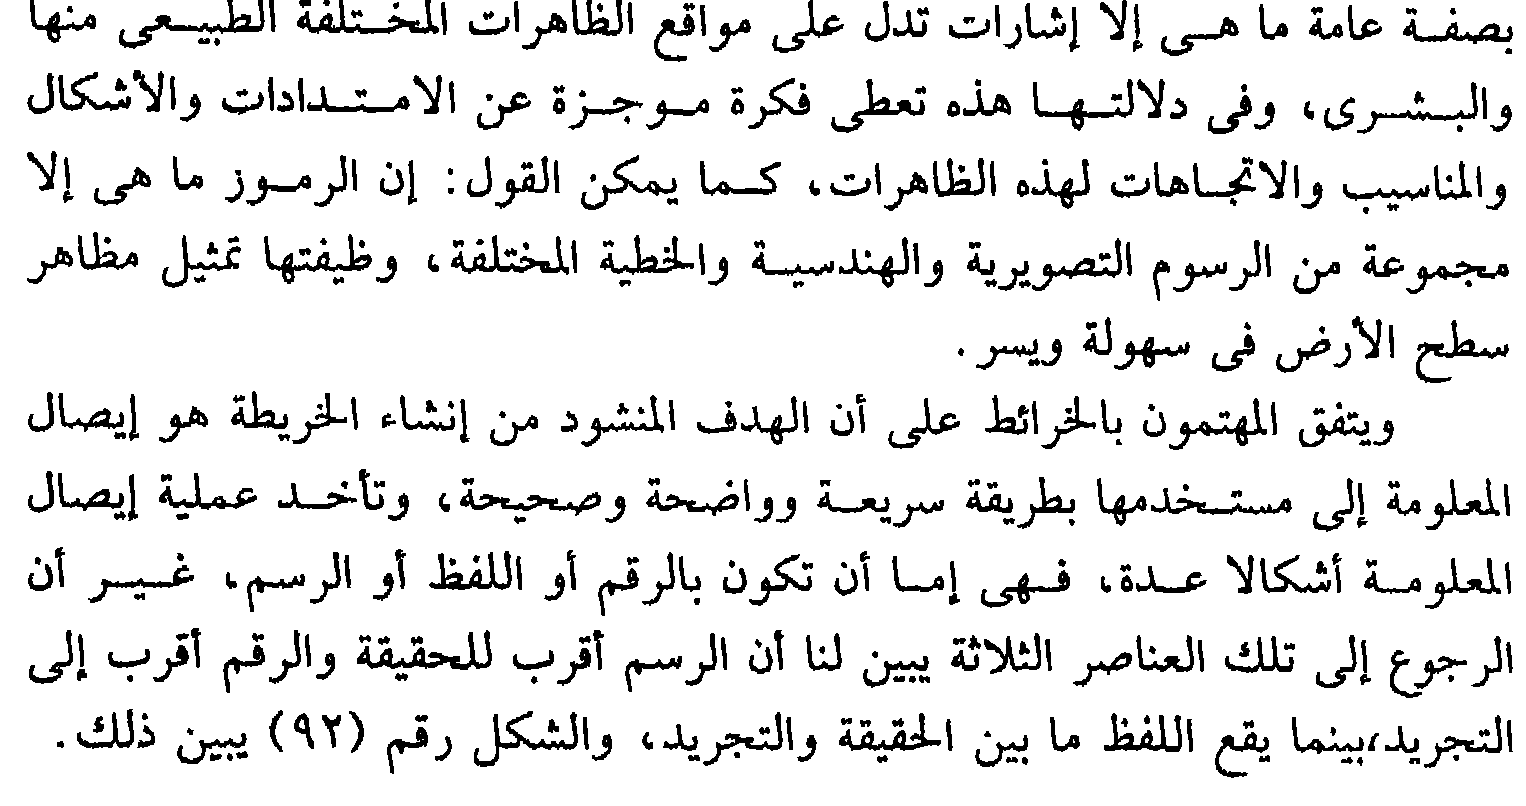 بصفة عامة ما هى إلا إشارات تدل على مواقع الظاهرات المختلفة الطبيعى منها
والبشرى، وفى دلالتها هذه تعطى فكرة موجزة عن الامتدادات والأشكال
والمناسيب والاتجاهات لهذه الظاهرات، كما يمكن القول: إن الرموز ما هى إلا
مجموعة من الرسوم التصويرية والهندسية والخطية المختلفة، وظيفتها تمثيل مظاهر
سطح الأرض فى سهولة ويسر.
ويتفق المهتمون بالخرائط على أن الهدف المنشود من إنشاء الخريطة هو إيصال
المعلومة إلى مستخدمها بطريقة سريعة وواضحة وصحيحة، وتأخد عملية إيصال
المعلومة أشكالا عدة، فهى إما أن تكون بالرقم أو اللفظ أو الرسم، غير أن
الرجوع إلى تلك العناصر الثلاثة يبين لنا أن الرسم أقرب للحقيقة والرقم أقرب إلى
التجريد،بينما يقع اللفظ ما بين الحقيقة والتجريد، والشكل رقم (٩٢) يبين ذلك.